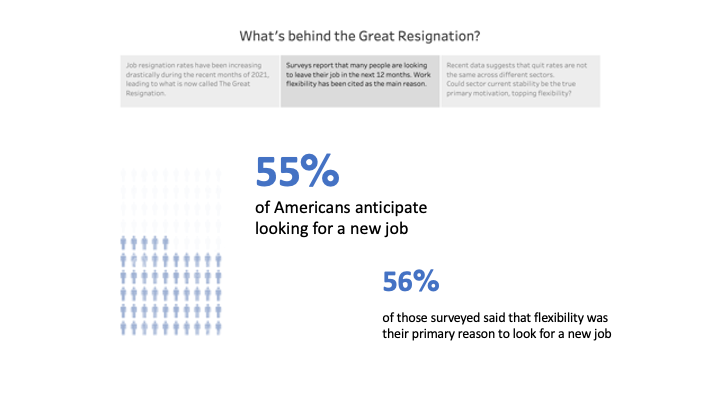 What's behind the Great Resignation?
Job resignation rates have been increasing
drastically during the recent months of 2021,
leading to what is now called The Great
Resignation.
Surveys report that many people are looking
to leave their job in the next 12 months. Work
flexibility has been cited as the main reason.
Recent data suggests that quit rates are not
the same across different sectors.
Could sector current stability be the true
primary motivation, topping flexibility?
55%
of Americans anticipate
looking for a new job
56%
of those surveyed said that flexibility was
their primary reason to look for a new job